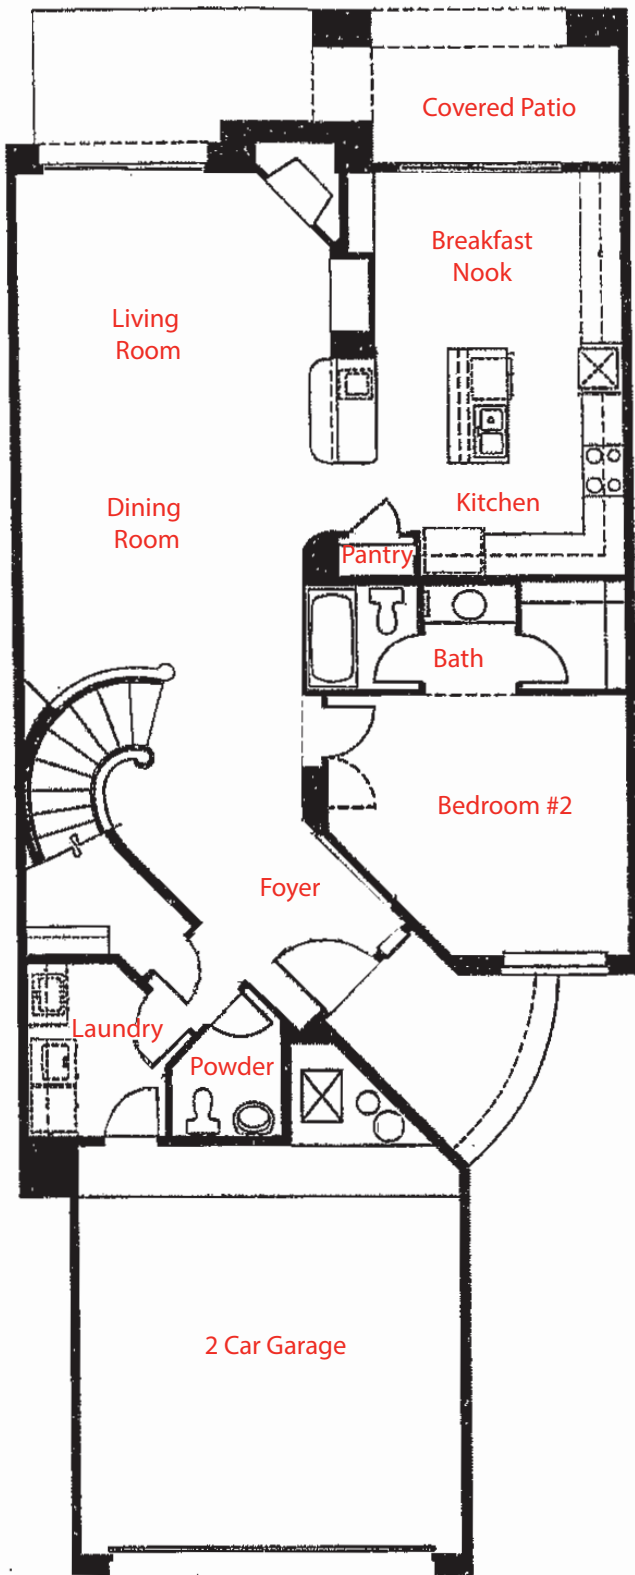 Covered Patio
Breakfast
Nook
Living
Room
Kitchen
Dining
Room
Pantry
Bath
Bedroom #2
Foyer
Laundry
Powder
2 Car Garage